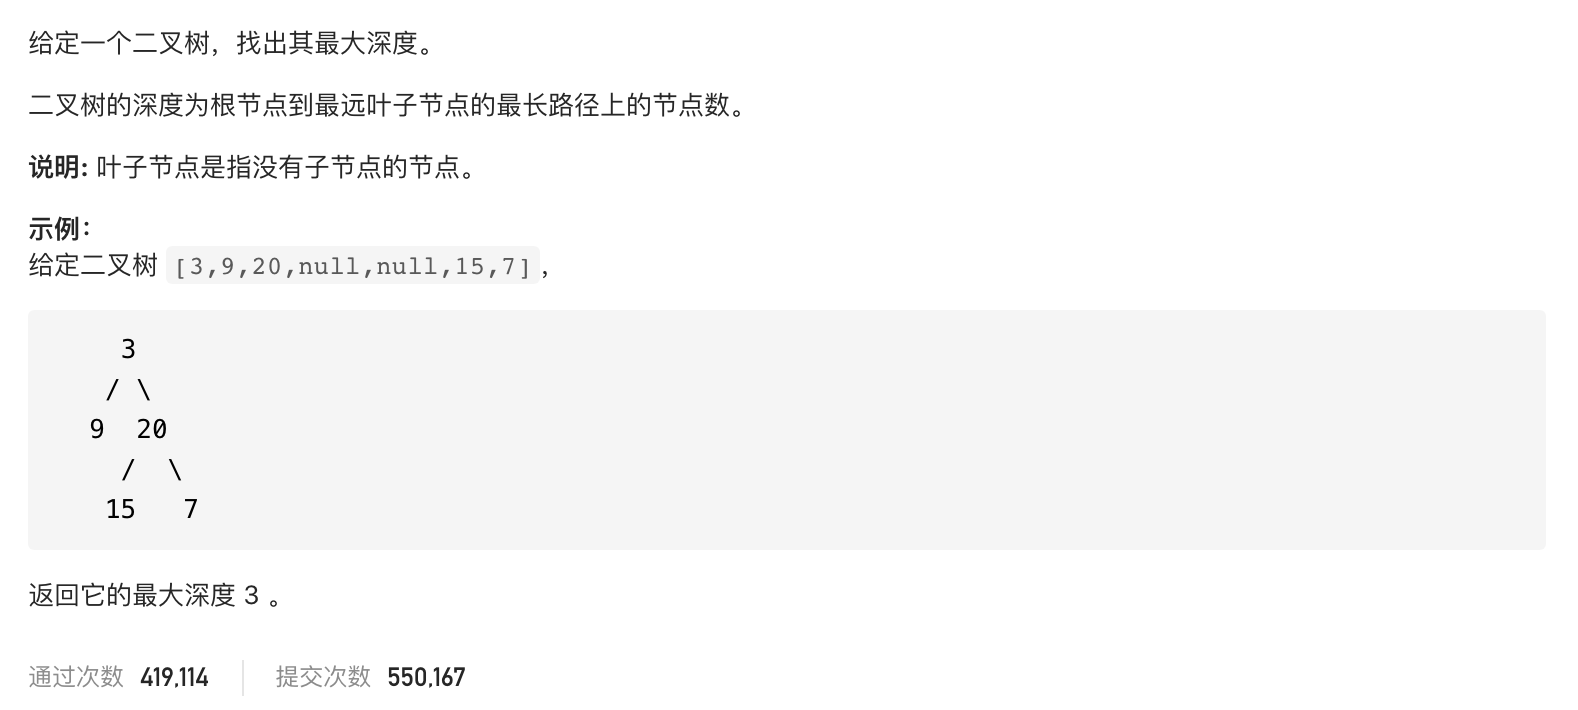 给定一个二叉树，找出其最大深度。
二叉树的深度为根节点到最远叶子节点的最长路径上的节点数。
说明: 叶子节点是指没有子节点的节点。
示例：
给定二叉树 [3,9,20,null,null,15,7]，
3
/ \
9 20
/ \
15 7
返回它的最大深度 3 。
通过次数 419,114 提交次数 550,167